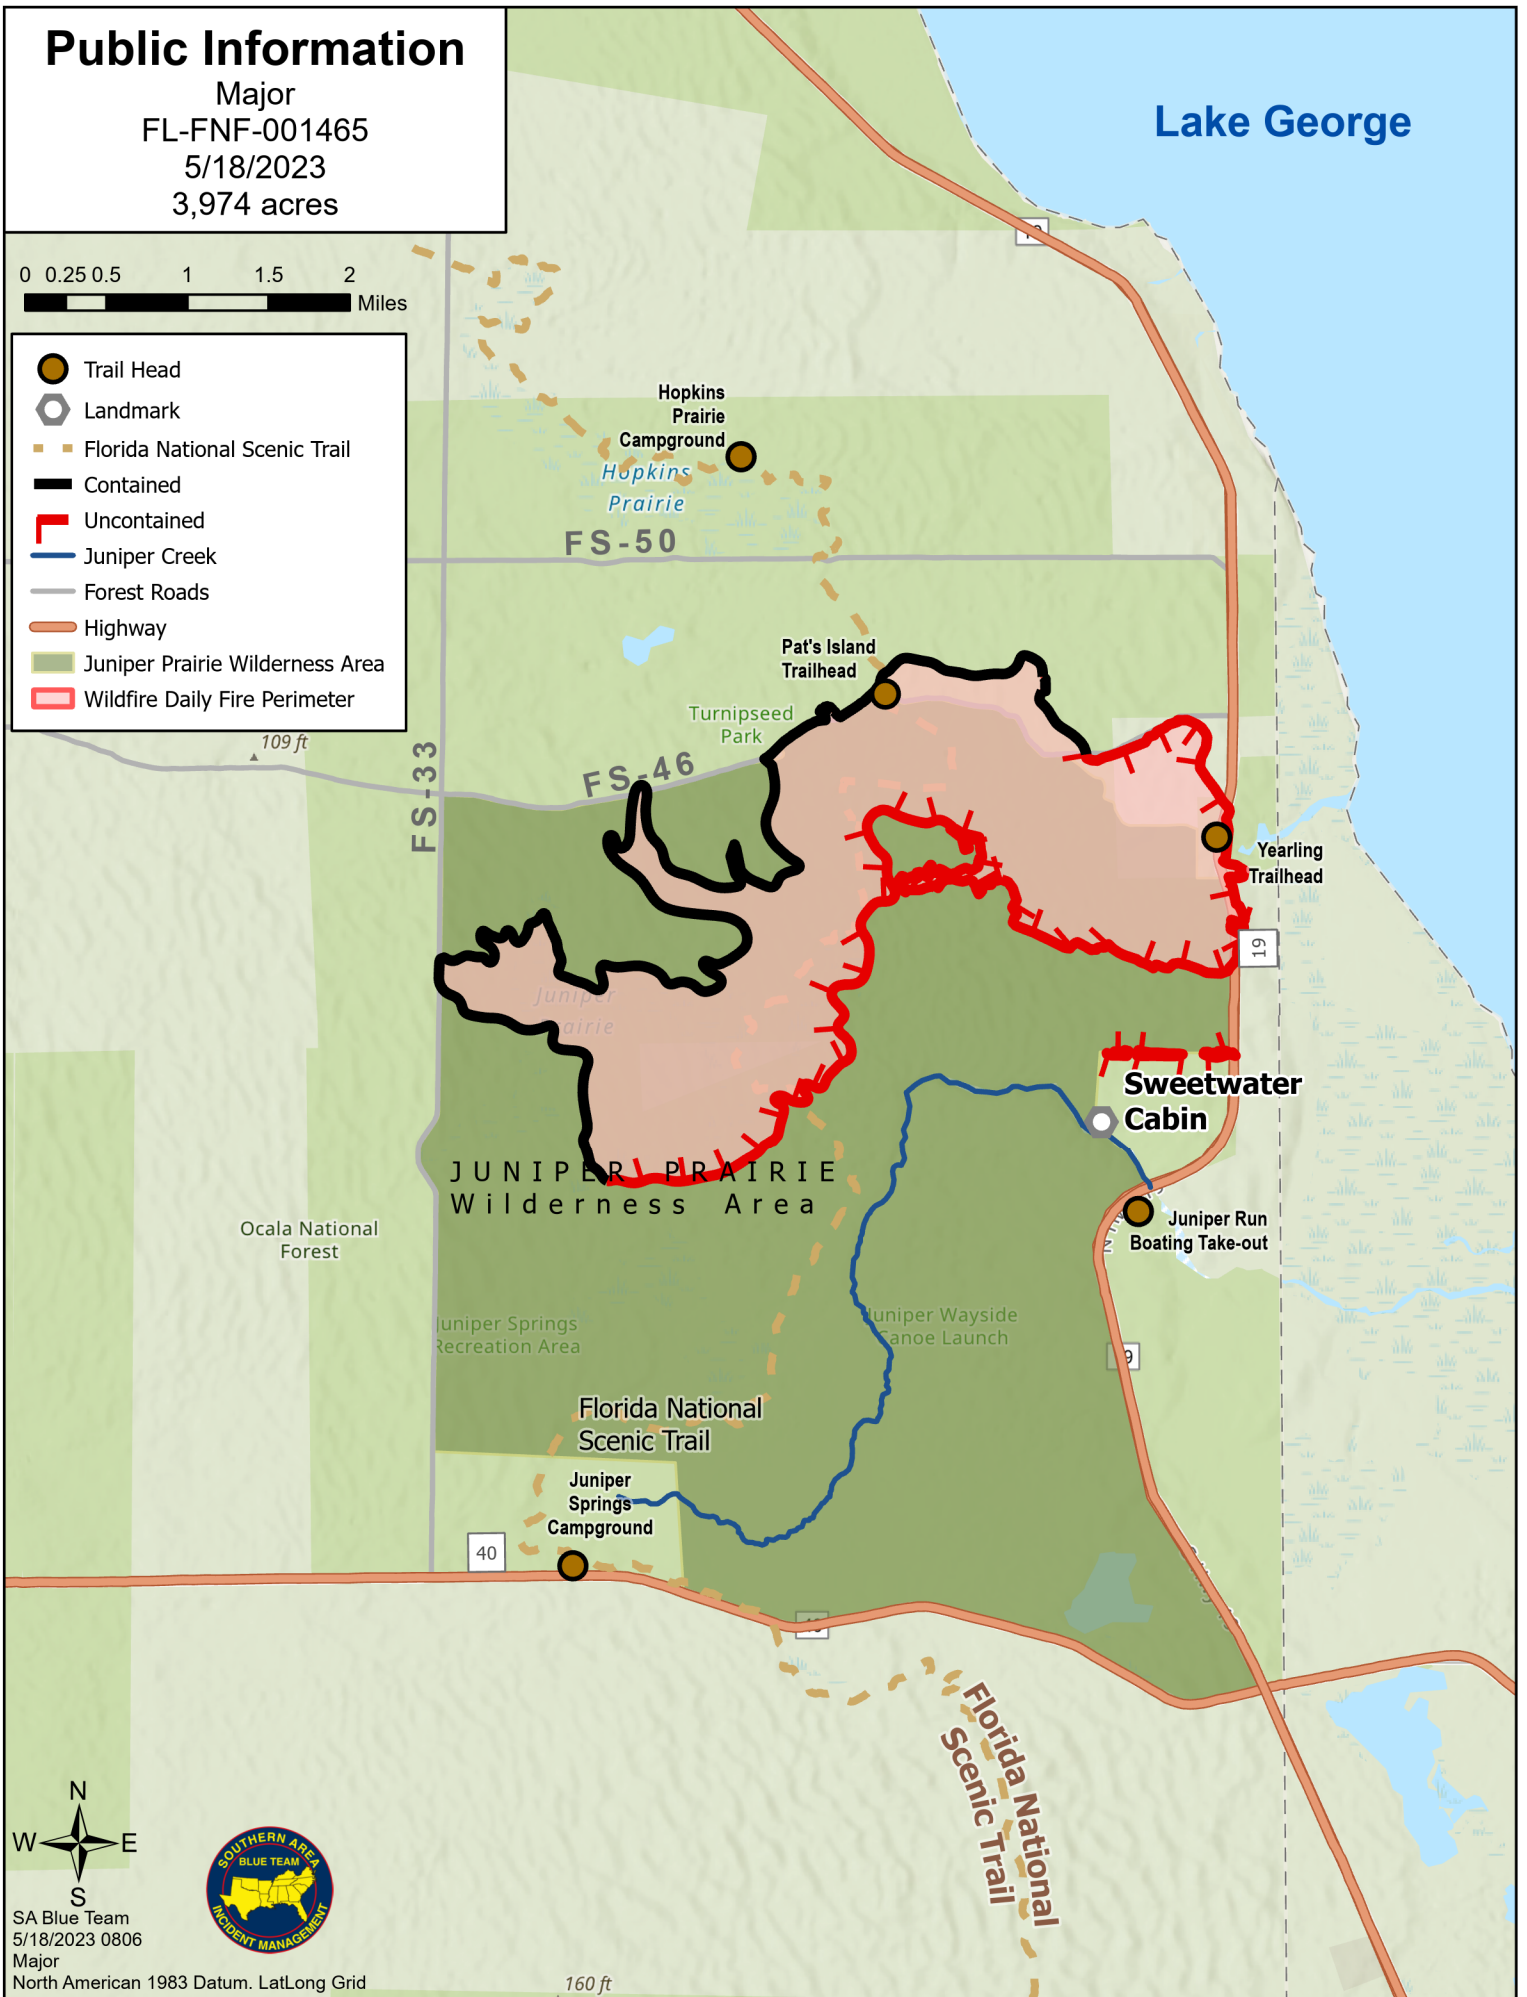 Public Information
Major
FL-FNF-001465
5/18/2023
3,974 acres
Lake George
0 0.25 0.5 1 1.5 2
Miles
Trail Head
Landmark
Florida National Scenic Trail
Contained
Uncontained
Juniper Creek
Forest Roads
Highway
Juniper Prairie Wilderness Area
Wildfire Daily Fire Perimeter
Hopkins
Prairie
Campground
Hopkins
Prairie
FS-50
Pat's Island
Trailhead
Turnipseed
Park
109 ft
FS-33
FS-46
Yearling
Trailhead
19
Juniper
Prairie
Sweetwater
Cabin
JUNIPER PRAIRIE
Wilderness Area
Ocala National
Forest
Juniper Run
Boating Take-out
Juniper Springs
Recreation Area
Juniper Wayside
Canoe Launch
19
Florida National
Scenic Trail
Juniper
Springs
Campground
40
40
Florida National
Scenic Trail
N
W E
S
SOUTHERN AREA
BLUE TEAM
INCIDENT MANAGEMENT
SA Blue Team
5/18/2023 0806
Major
North American 1983 Datum. LatLong Grid
160 ft